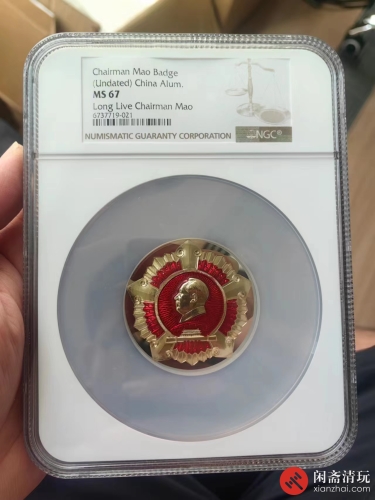 Chairman Mao Badge
(Undated) China Alum.
MS 67
Long Live Chairman Mao
6737719-021
NUMISMATIC GUARANTY CORPORATION
NGC®
闲斋清玩
xianzhai.com